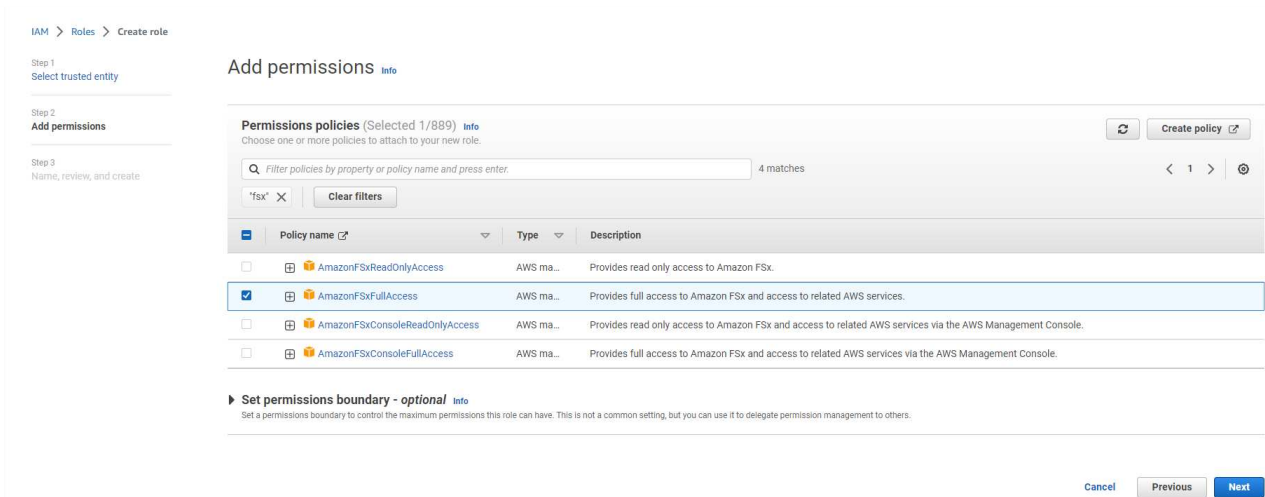 IAM > Roles > Create role
Step 1
Select trusted entity
Step 2
Add permissions
Step 3
Name, review, and create
Add permissions Info
Permissions policies (Selected 1/889) Info
Choose one or more policies to attach to your new role.
Create policy
Filter policies by property or policy name and press enter.
4 matches
< 1 >
"fsx" X
Clear filters
Policy name Type Description
AmazonFSxReadOnlyAccess AWS ma... Provides read only access to Amazon FSx.
AmazonFSxFullAccess AWS ma... Provides full access to Amazon FSx and access to related AWS services.
AmazonFSxConsoleReadOnlyAccess AWS ma... Provides read only access to Amazon FSx and access to related AWS services via the AWS Management Console.
AmazonFSxConsoleFullAccess AWS ma... Provides full access to Amazon FSx and access to related AWS services via the AWS Management Console.
Set permissions boundary - optional Info
Set a permissions boundary to control the maximum permissions this role can have. This is not a common setting, but you can use it to delegate permission management to others.
Cancel Previous Next